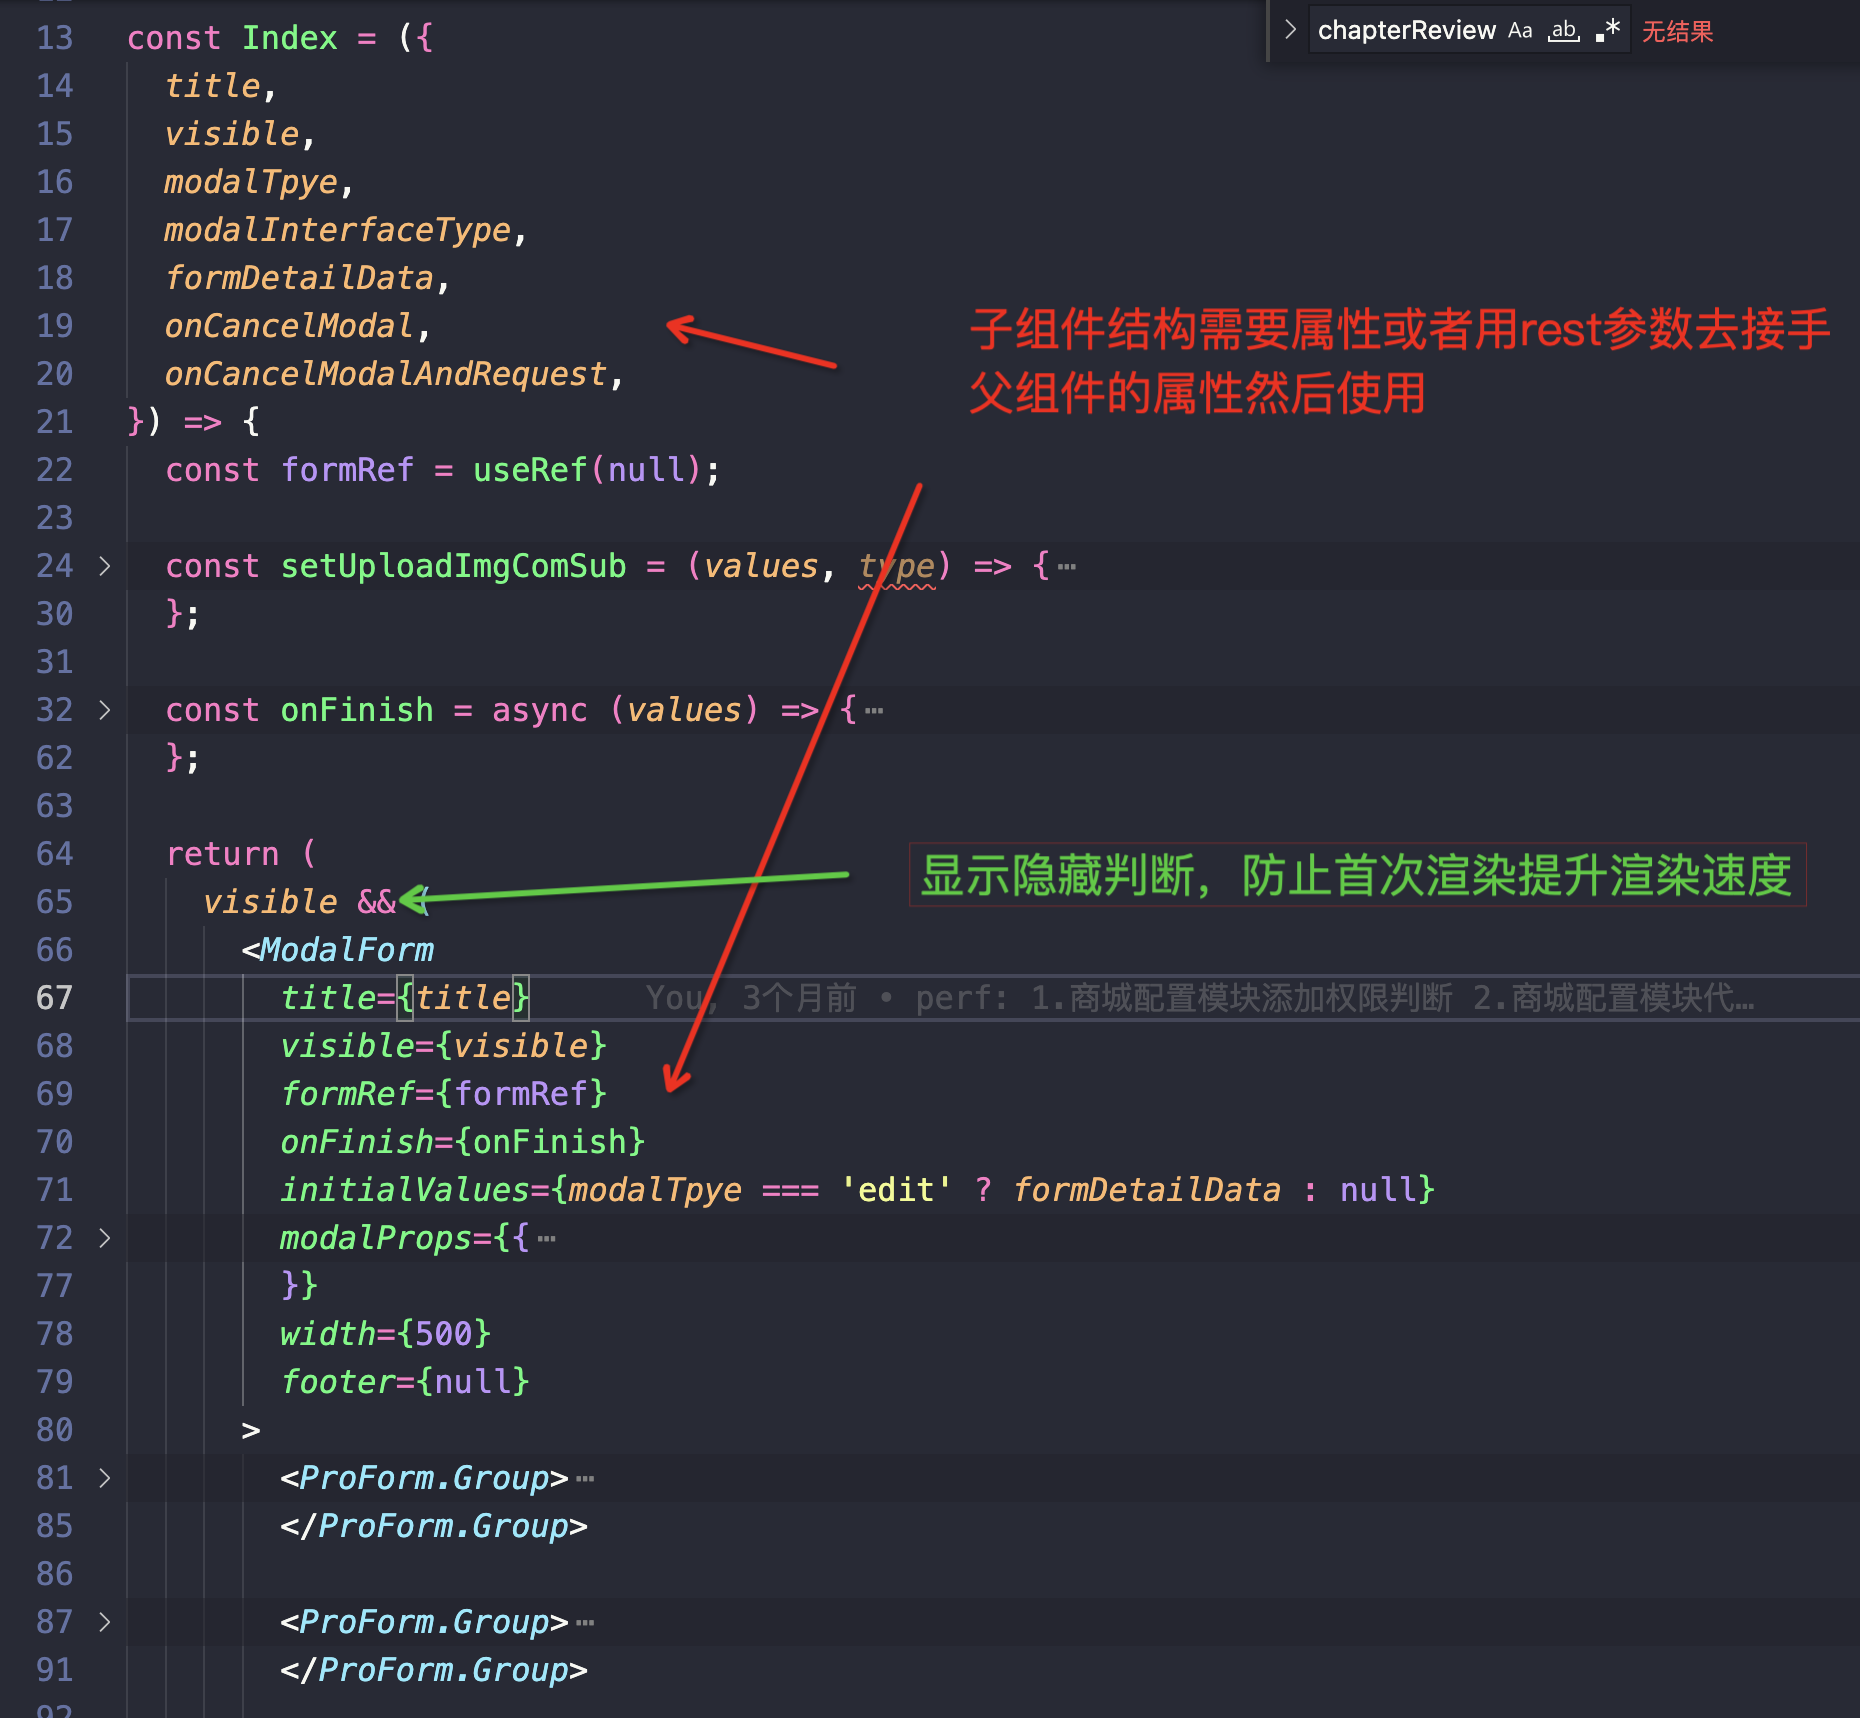 chapterReview Aa ab .* 无结果
13 const Index = ({
14 title,
15 visible,
16 modalTpye,
17 modalInterfaceType,
18 formDetailData,
19 onCancelModal,
20 onCancelModalAndRequest,
子组件结构需要属性或者用rest参数去接手
父组件的属性然后使用
21 }) => {
22 const formRef = useRef(null);
23
24 const setUploadImgComSub = (values, type) => {⋯
30 };
31
32 const onFinish = async (values) => {⋯
62 };
63
64 return (
65 visible && (
显示隐藏判断，防止首次渲染提升渲染速度
66 <ModalForm
67 title={title} You, 3个月前 • perf: 1.商城配置模块添加权限判断 2.商城配置模块代…
68 visible={visible}
69 formRef={formRef}
70 onFinish={onFinish}
71 initialValues={modalTpye === 'edit' ? formDetailData : null}
72 modalProps={{⋯
77 }}
78 width={500}
79 footer={null}
80 >
81 <ProForm.Group>⋯
85 </ProForm.Group>
86
87 <ProForm.Group>⋯
91 </ProForm.Group>
92